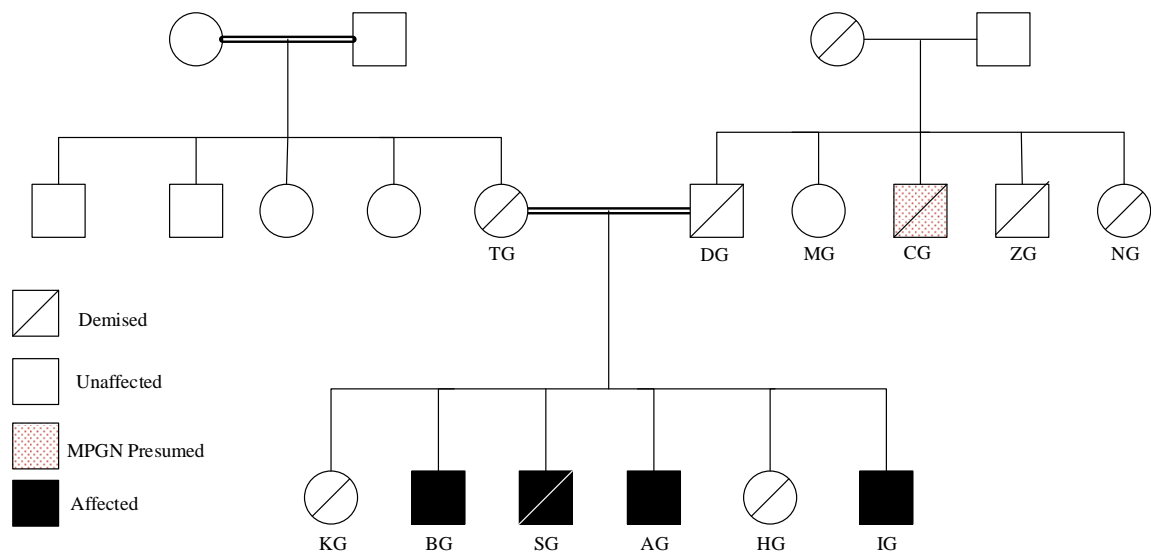 TG DG MG CG ZG NG
Demised
Unaffected
MPGN Presumed
Affected
KG BG SG AG HG IG